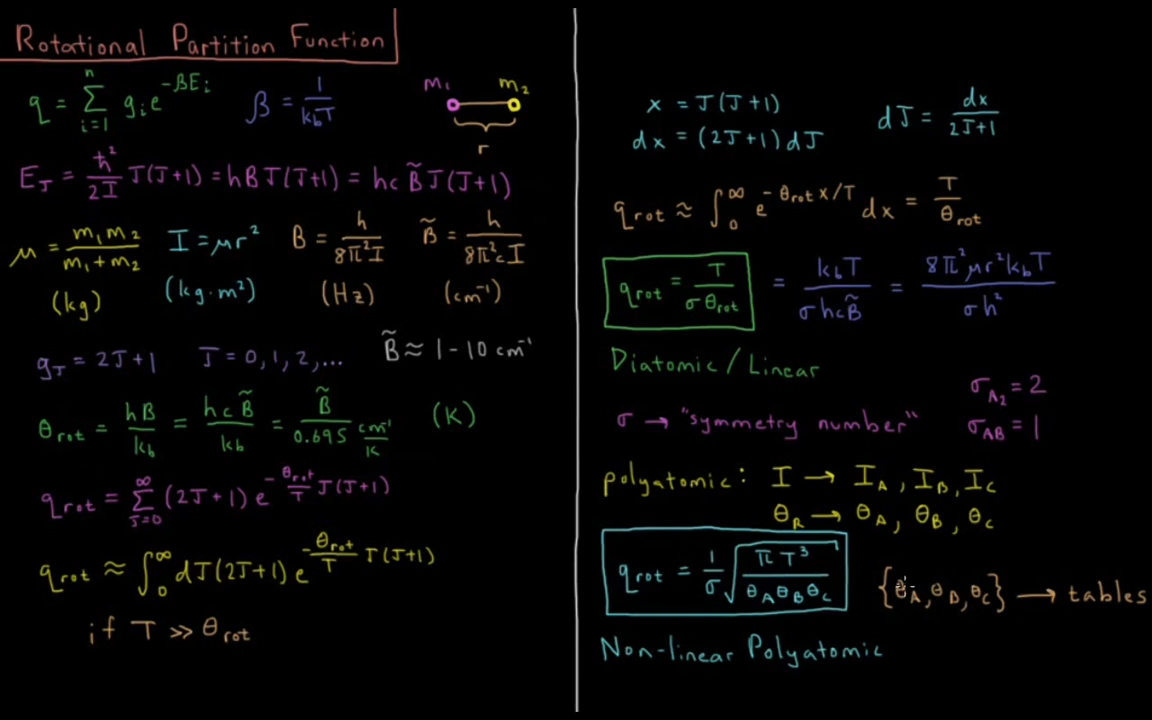 Rotational Partition Function
q = Σ_{i=1}^{n} g_i e^{-βE_i}    β = 1/(k_b T)    m₁ m₂
r
E_J = ħ²/(2I) J(J+1) = hBJ(J+1) = hc B̃ J(J+1)
μ = m₁m₂/(m₁+m₂)    I = μr²    B = h/(8π²I)    B̃ = h/(8π²cI)
(kg)    (kg·m²)    (Hz)    (cm⁻¹)
g_J = 2J+1    J = 0, 1, 2, ...    B̃ ≈ 1-10 cm⁻¹
θ_rot = hB/k_b = hcB̃/k_b = B̃/(0.695 cm⁻¹/K)    (K)
q_rot = Σ_{J=0}^{∞} (2J+1) e^{-(θ_rot/T) J(J+1)}
q_rot ≈ ∫₀^∞ dJ(2J+1) e^{-(θ_rot/T) J(J+1)}
if T ≫ θ_rot
x = J(J+1)    dJ = dx/(2J+1)
dx = (2J+1)dJ
q_rot ≈ ∫₀^∞ e^{-θ_rot x/T} dx = T/θ_rot
q_rot = T/(σθ_rot) = k_bT/(σhcB̃) = 8π²μr²k_bT/(σh²)
Diatomic / Linear
σ → "symmetry number"    σ_{A₂} = 2
σ_{AB} = 1
polyatomic: I → I_A, I_B, I_C
θ_R → θ_A, θ_B, θ_C
q_rot = (1/σ) √(πT³/(θ_Aθ_Bθ_C))    {θ_A, θ_B, θ_C} → tables
Non-linear Polyatomic